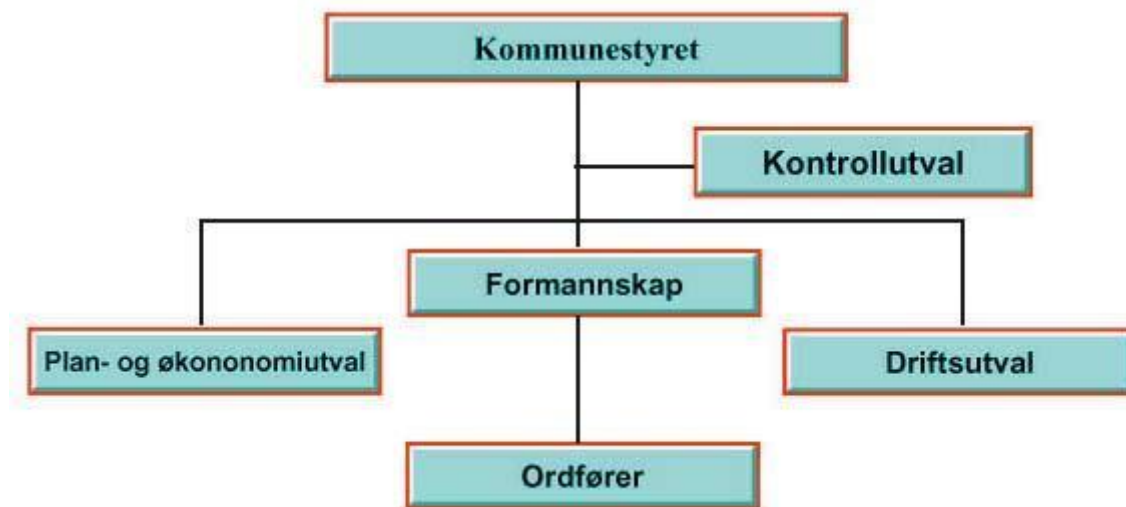 Kommunestyret
Kontrollutval
Formannskap
Plan- og økononomiutval
Driftsutval
Ordfører